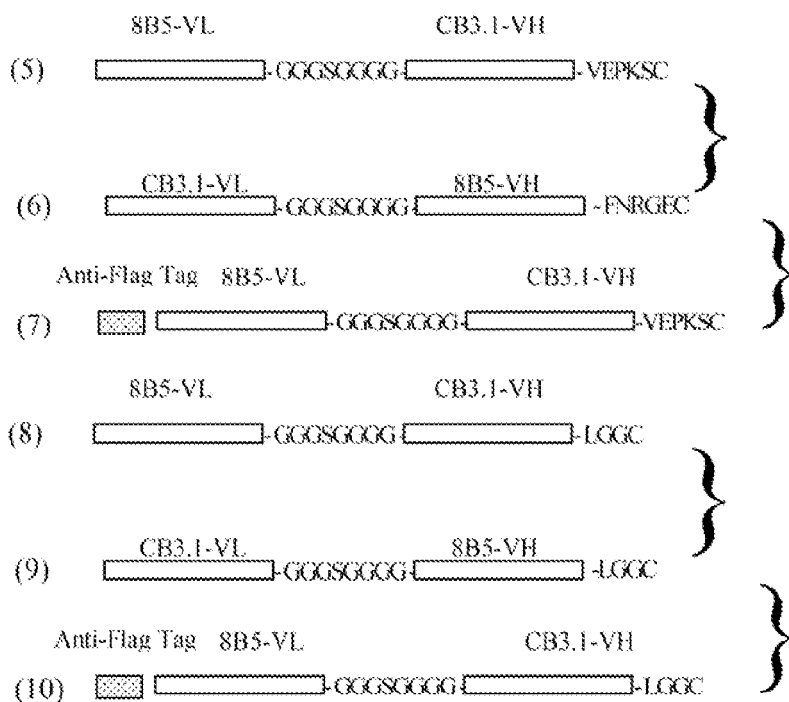 8B5-VL CB3.1-VH
(5) -GGGSGGGG- -VEPKSC
CB3.1-VL 8B5-VH
(6) -GGGSGGGG- -FNRGEC
Anti-Flag Tag 8B5-VL CB3.1-VH
(7) -GGGSGGGG- -VEPKSC
8B5-VL CB3.1-VH
(8) -GGGSGGGG- -LGGC
CB3.1-VL 8B5-VH
(9) -GGGSGGGG- -LGGC
Anti-Flag Tag 8B5-VL CB3.1-VH
(10) -GGGSGGGG- -LGGC